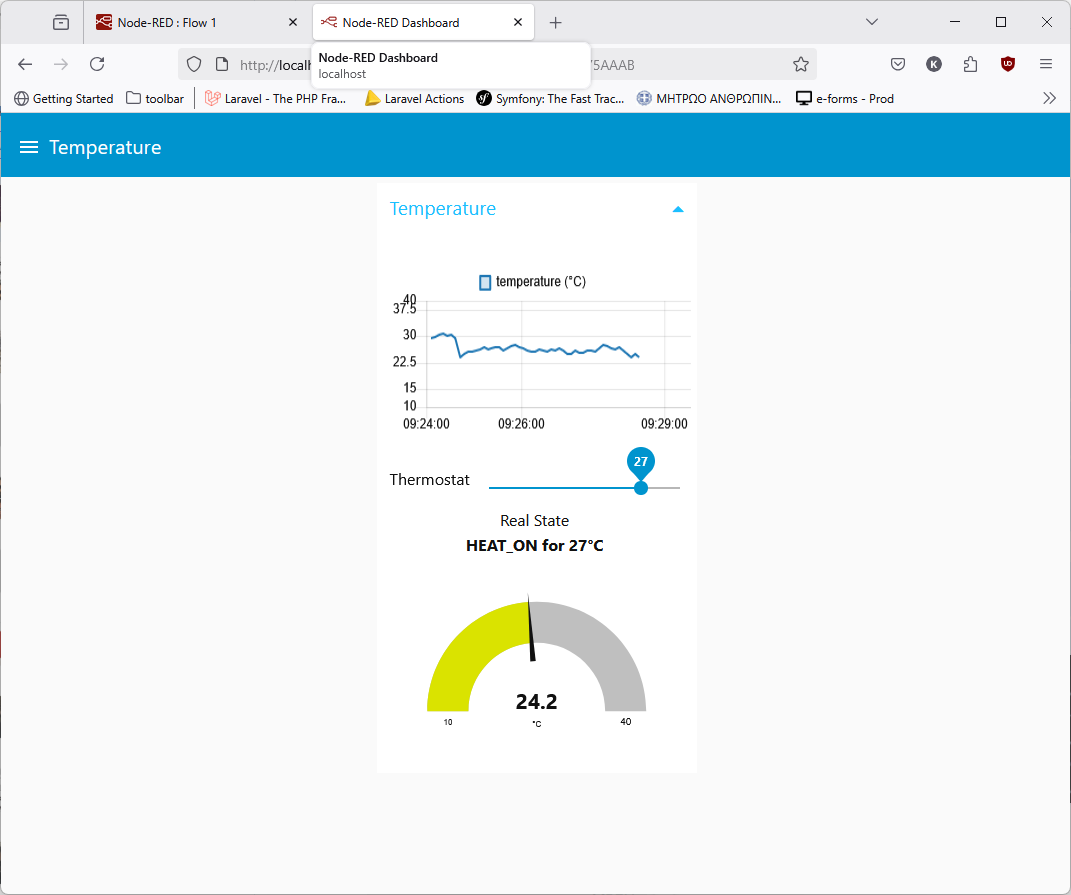 Node-RED : Flow 1
Node-RED Dashboard
http://localh
5AAAB
Node-RED Dashboard
localhost
K
Getting Started
toolbar
Laravel - The PHP Fra...
Laravel Actions
Symfony: The Fast Trac...
ΜΗΤΡΩΟ ΑΝΘΡΩΠΙΝ...
e-forms - Prod
Temperature
Temperature
temperature (°C)
40
37.5
30
22.5
15
10
09:24:00 09:26:00 09:29:00
27
Thermostat
Real State
HEAT_ON for 27°C
24.2
10 °C 40